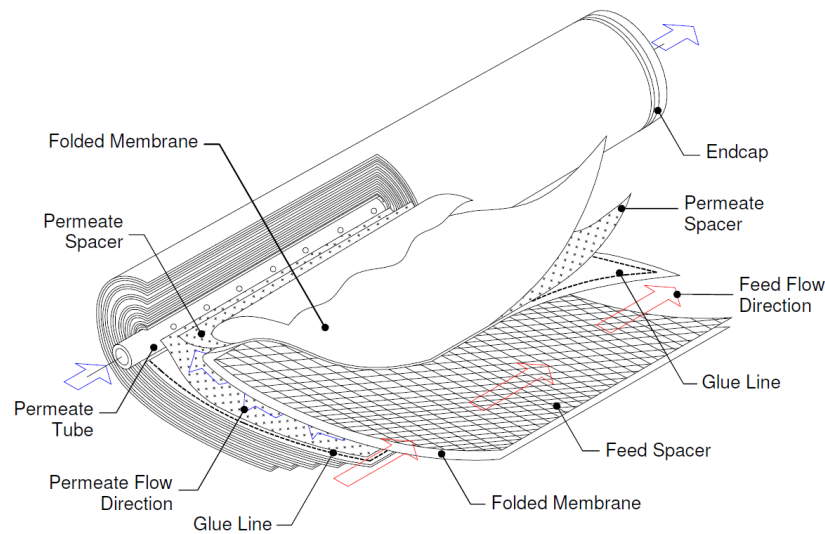 Folded Membrane
Endcap
Permeate
Spacer
Permeate
Spacer
Feed Flow
Direction
Glue Line
Permeate
Tube
Feed Spacer
Permeate Flow
Direction
Folded Membrane
Glue Line